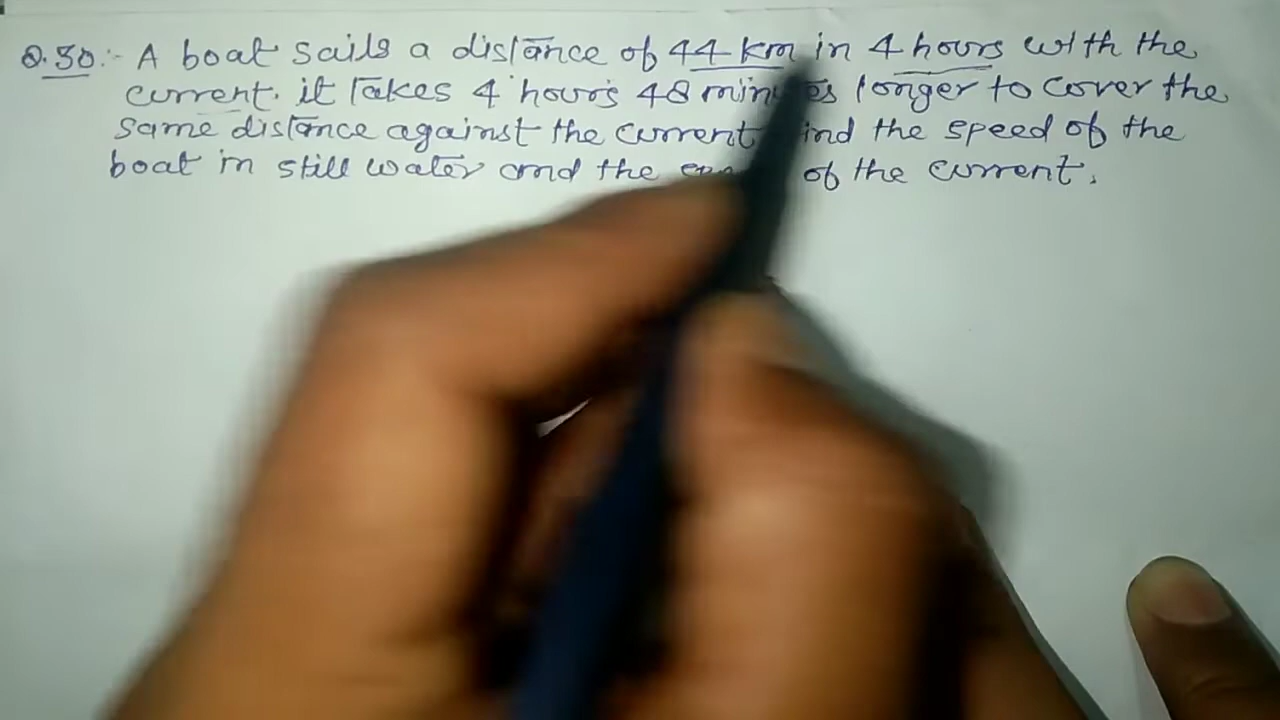 Q.30:- A boat sails a distance of 44 km in 4 hours with the
current. it takes 4 hours 48 minutes longer to cover the
same distance against the current find the speed of the
boat in still water and the of the current.